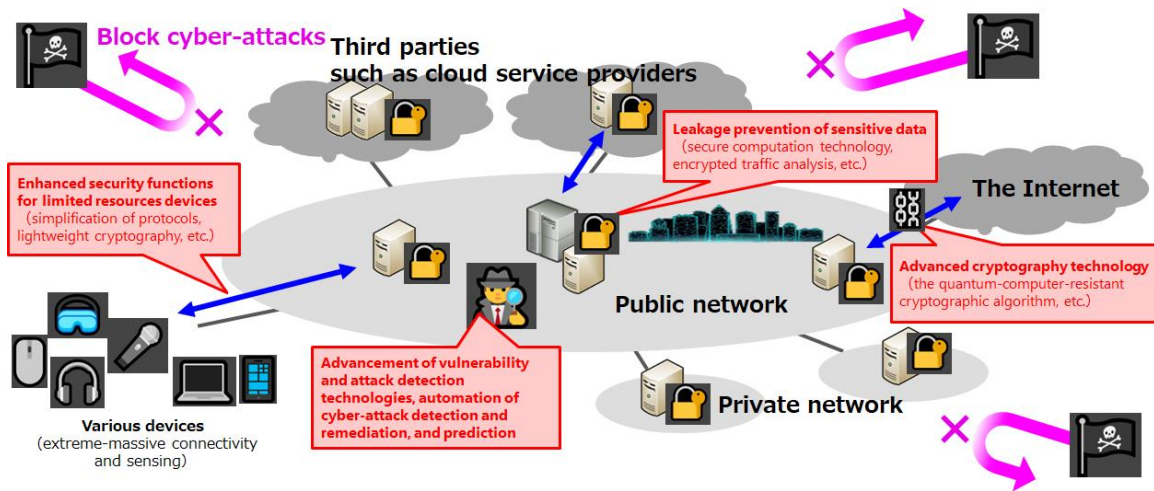 Block cyber-attacks
Third parties
such as cloud service providers
Leakage prevention of sensitive data
（secure computation technology,
encrypted traffic analysis, etc.）
Enhanced security functions
for limited resources devices
（simplification of protocols,
lightweight cryptography, etc.）
The Internet
Advanced cryptography technology
（the quantum-computer-resistant
cryptographic algorithm, etc.）
Public network
Advancement of vulnerability
and attack detection
technologies, automation of
cyber-attack detection and
remediation, and prediction
Private network
Various devices
（extreme-massive connectivity
and sensing）